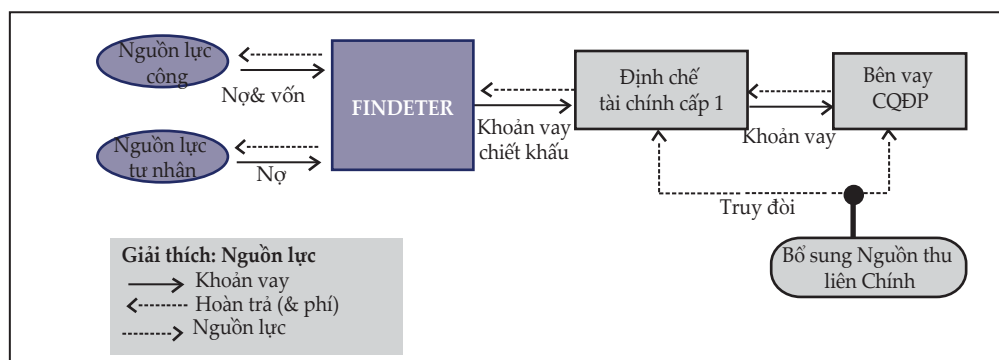 Nguồn lực
công
Nợ& vốn
Nguồn lực
tư nhân
Nợ
FINDETER
Khoản vay
chiết khấu
Định chế
tài chính cấp 1
Khoản vay
Bên vay
CQĐP
Truy đòi
Bổ sung Nguồn thu
liên Chính
Giải thích: Nguồn lực
Khoản vay
Hoàn trả (& phí)
Nguồn lực